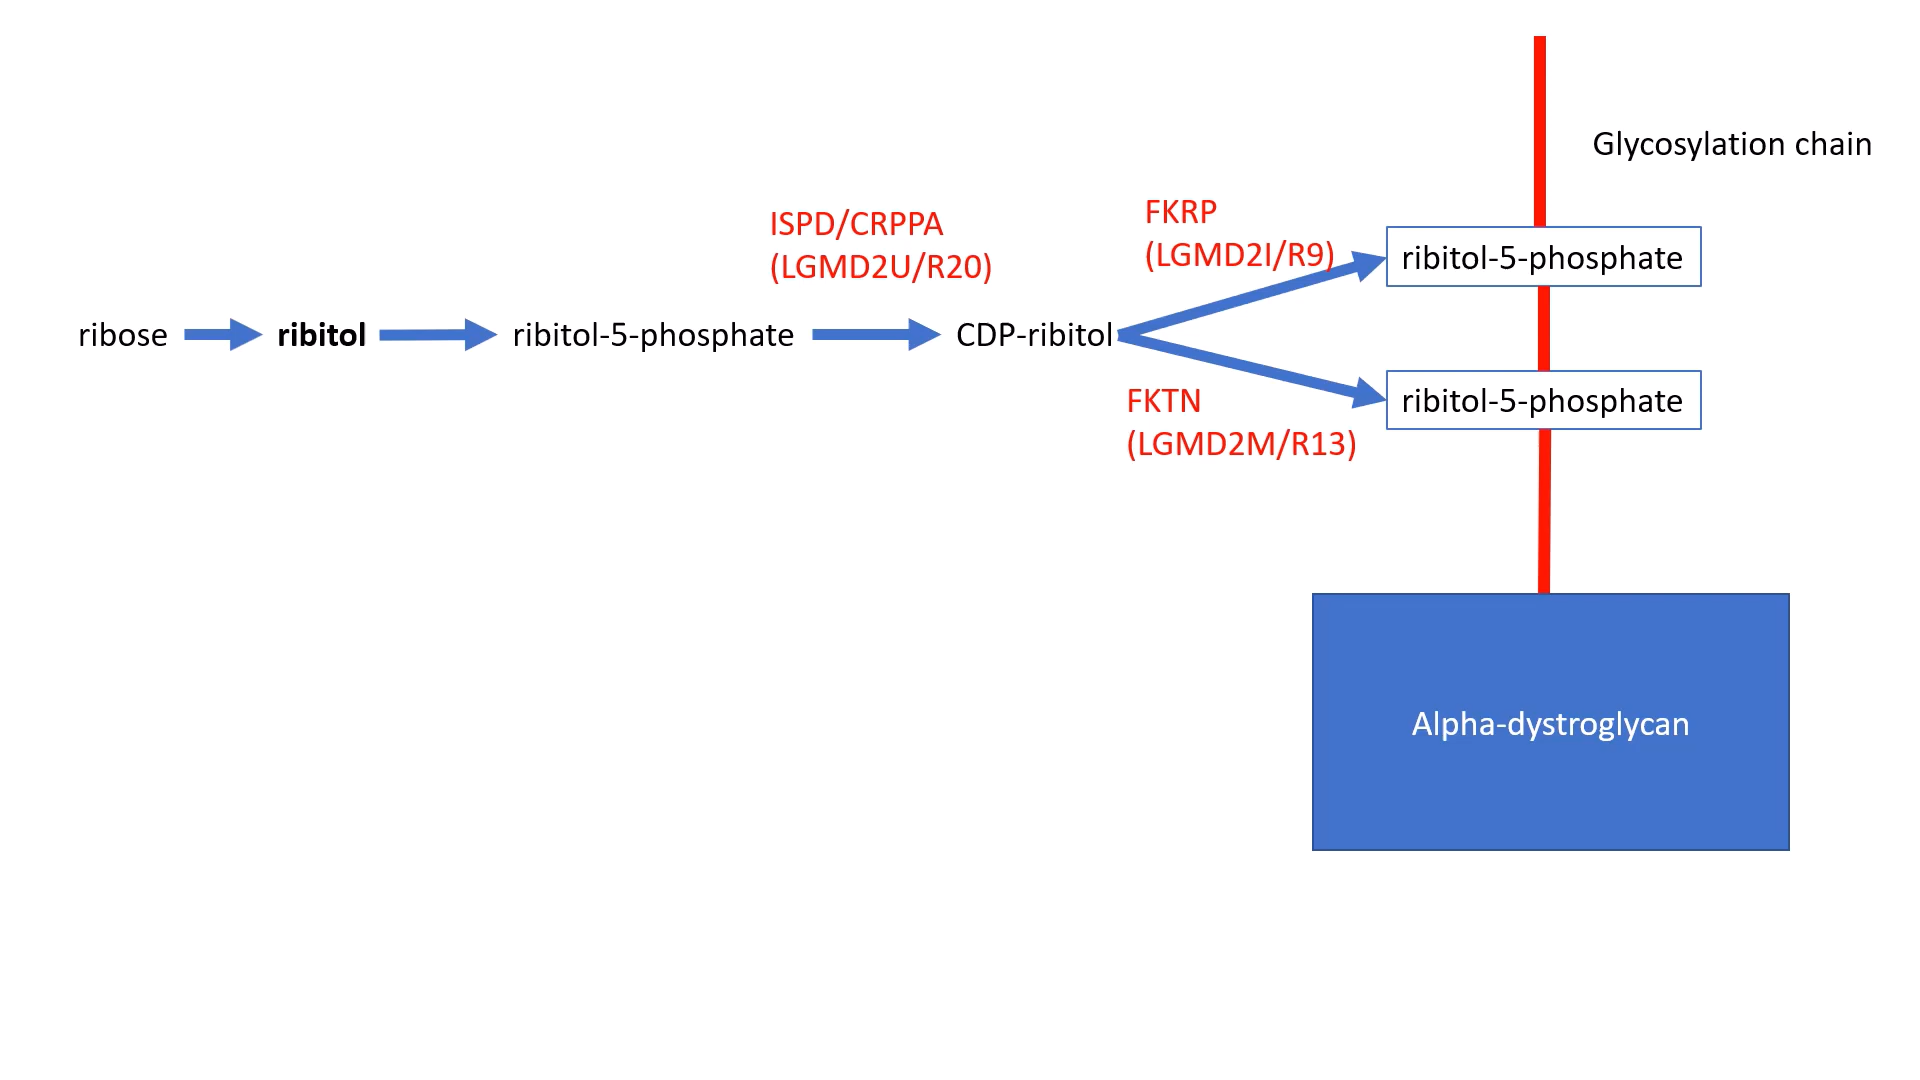 Glycosylation chain
ISPD/CRPPA
(LGMD2U/R20)
FKRP
(LGMD2I/R9)
ribitol-5-phosphate
ribose
ribitol
ribitol-5-phosphate
CDP-ribitol
FKTN
(LGMD2M/R13)
ribitol-5-phosphate
Alpha-dystroglycan